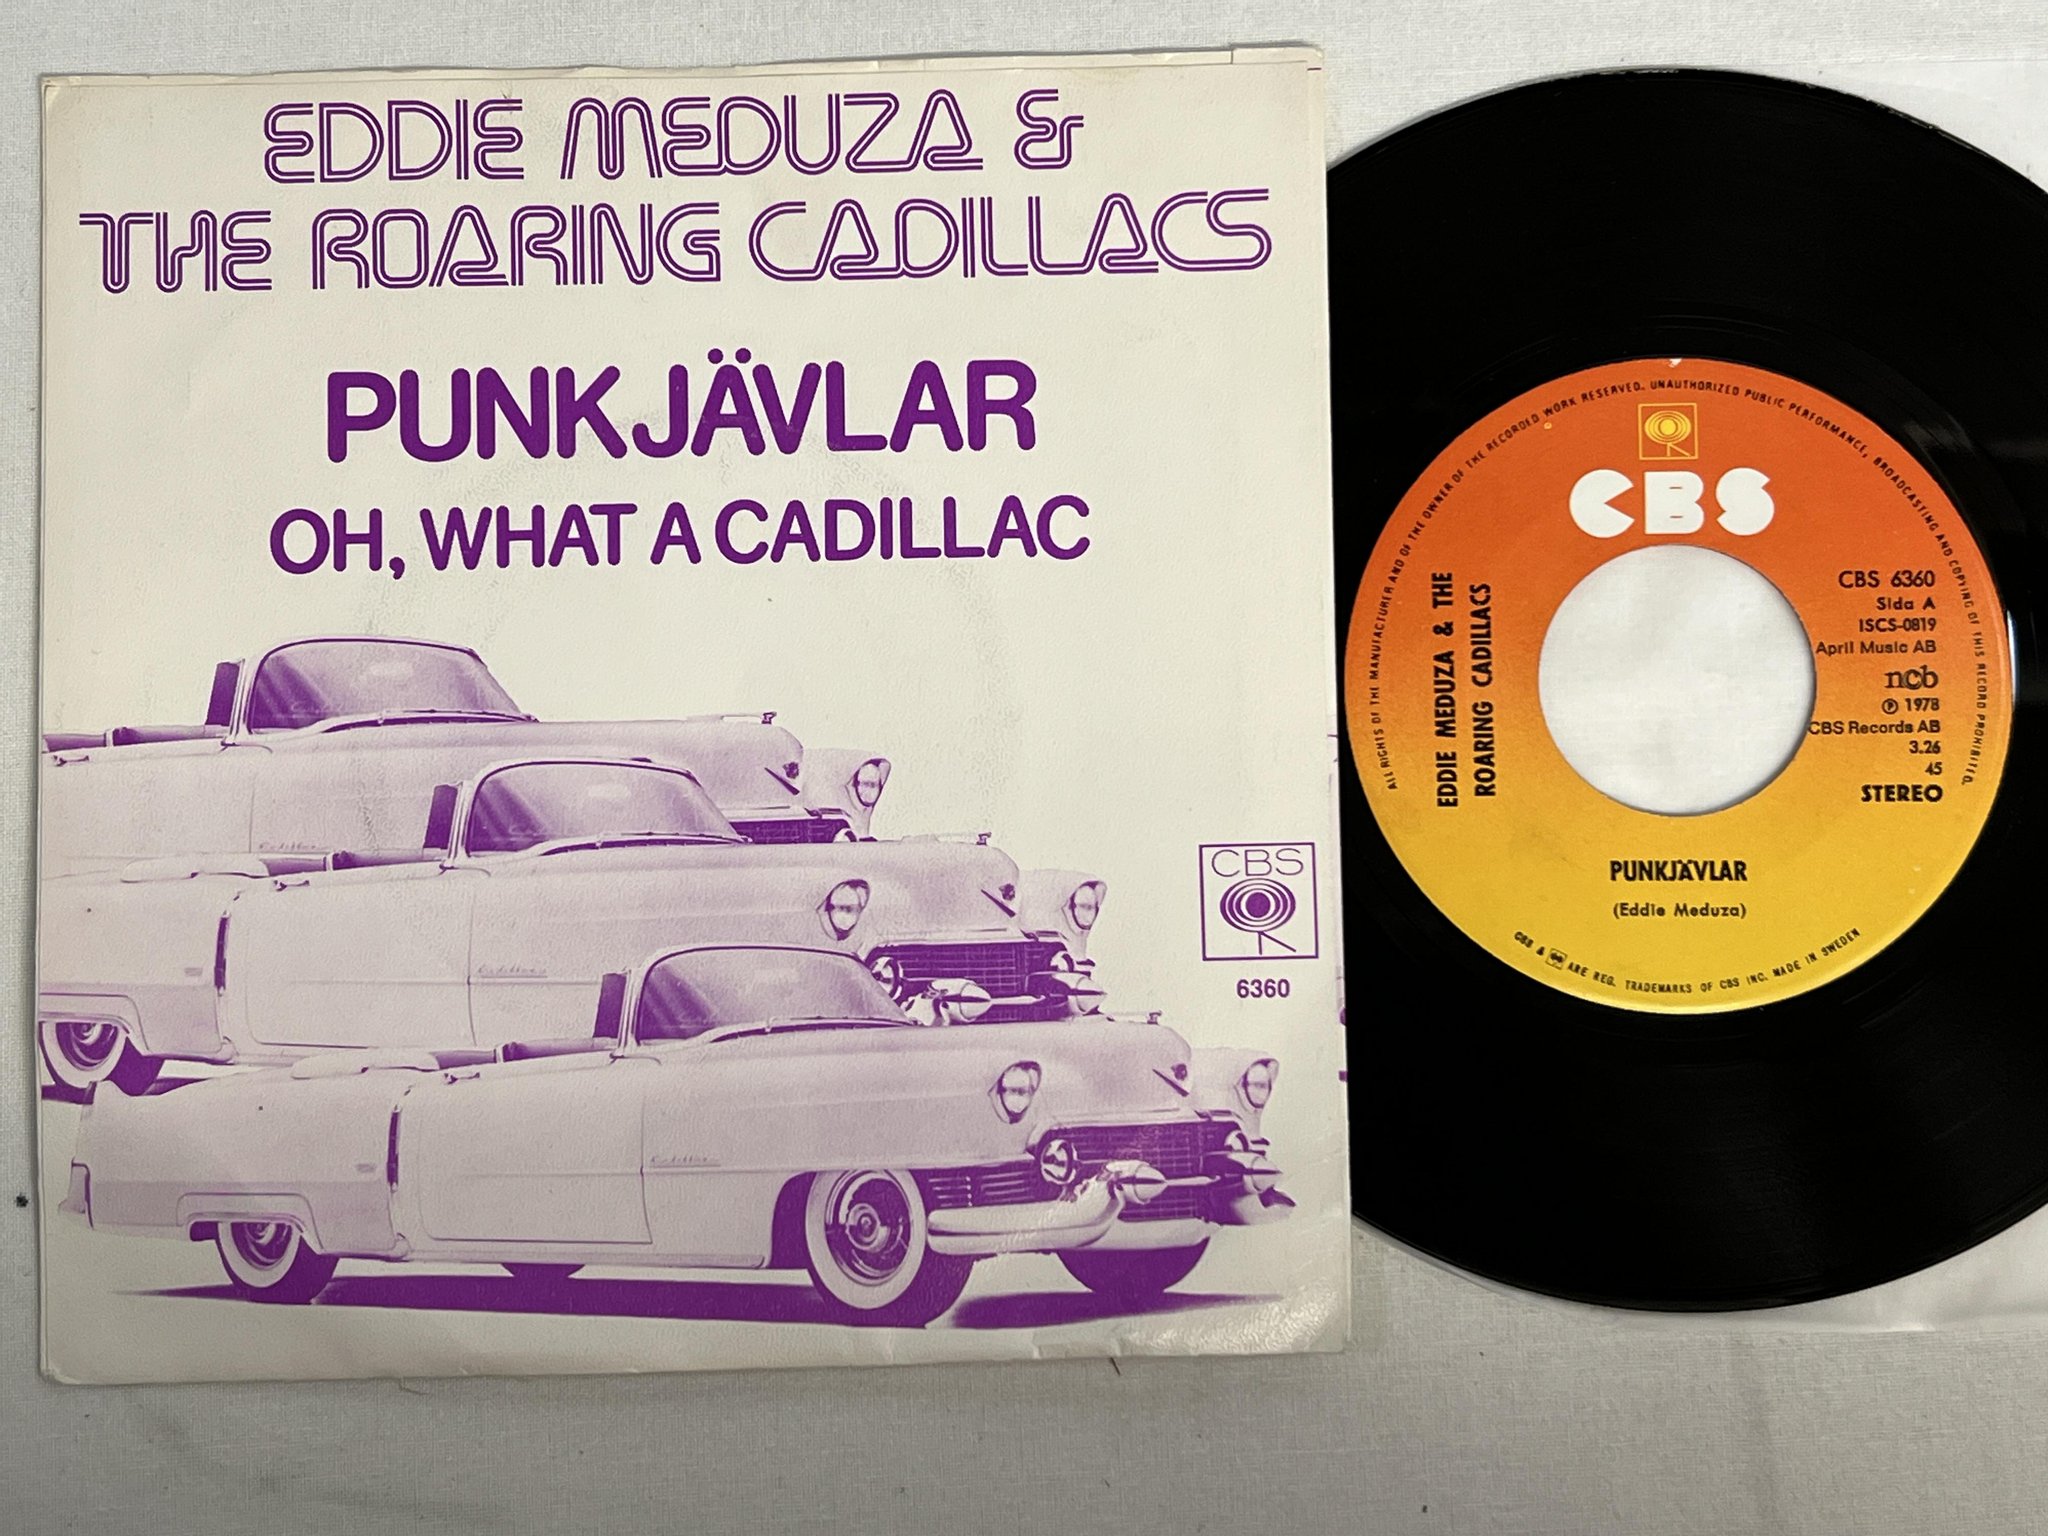 EDDIE MEDUZA &
THE ROARING CADILLACS
PUNKJÄVLAR
OH, WHAT A CADILLAC
CBS
6360
Cadillac
ALL RIGHTS OF THE MANUFACTURER AND OF THE OWNER OF THE RECORDED WORK RESERVED. UNAUTHORIZED PUBLIC PERFORMANCE, BROADCASTING AND COPYING OF THIS RECORD PROHIBITED.
CBS
EDDIE MEDUZA & THE
ROARING CADILLACS
CBS 6360
Sida A
ISCS-0819
April Music AB
ncb
℗ 1978
CBS Records AB
3.26
45
STEREO
PUNKJÄVLAR
(Eddie Meduza)
CBS & ARE REG. TRADEMARKS OF CBS INC. MADE IN SWEDEN